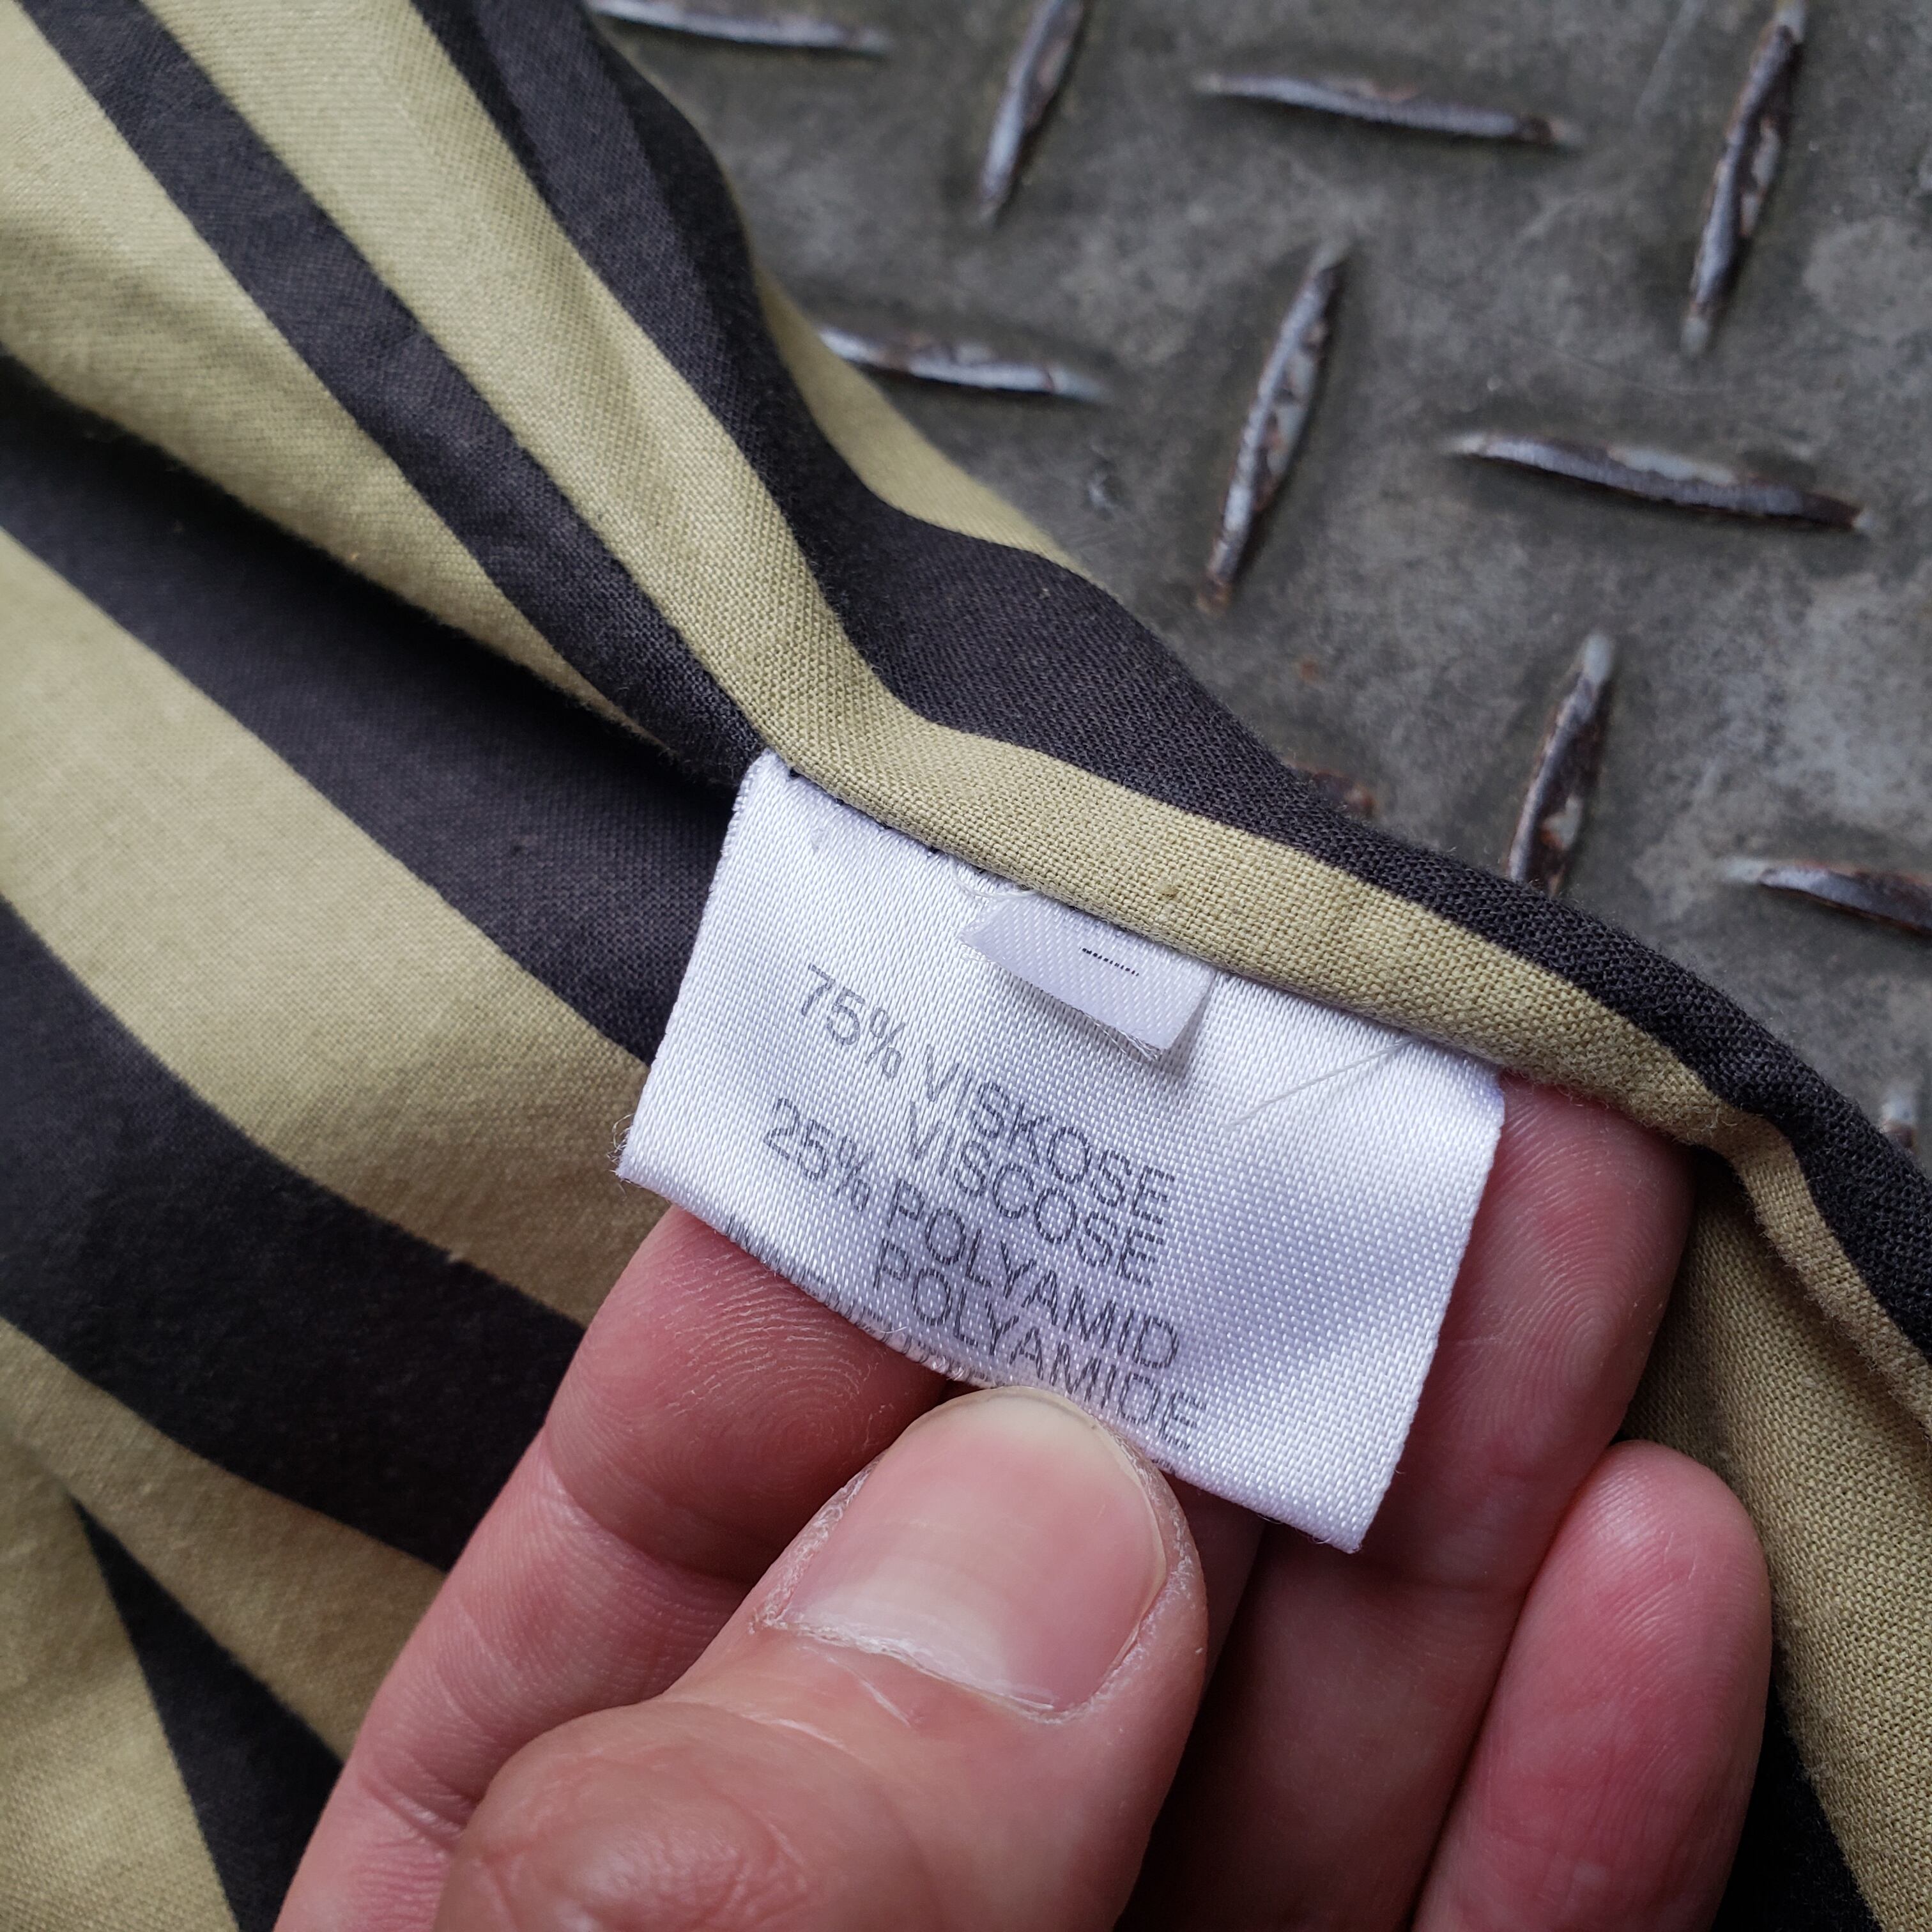 75% VISKOSE
VISCOSE
25% POLYAMID
POLYAMIDE